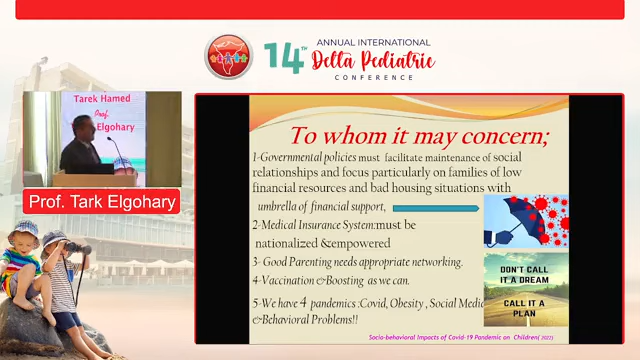 14TH
ANNUAL INTERNATIONAL
Delta Pediatric
CONFERENCE
Tarek Hamed
Prof.
Elgohary
Prof. Tark Elgohary
To whom it may concern;
1-Governmental policies must facilitate maintenance of social
relationships and focus particularly on families of low
financial resources and bad housing situations with
umbrella of financial support,
2-Medical Insurance System:must be
nationalized &empowered
3- Good Parenting needs appropriate networking.
4-Vaccination &Boosting as we can.
5-We have 4 pandemics :Covid, Obesity , Social Medi
&Behavioral Problems!!
DON'T CALL
IT A DREAM
CALL IT A
PLAN
Socio-behavioral Impacts of Covid-19 Pandemic on Children( 2022)